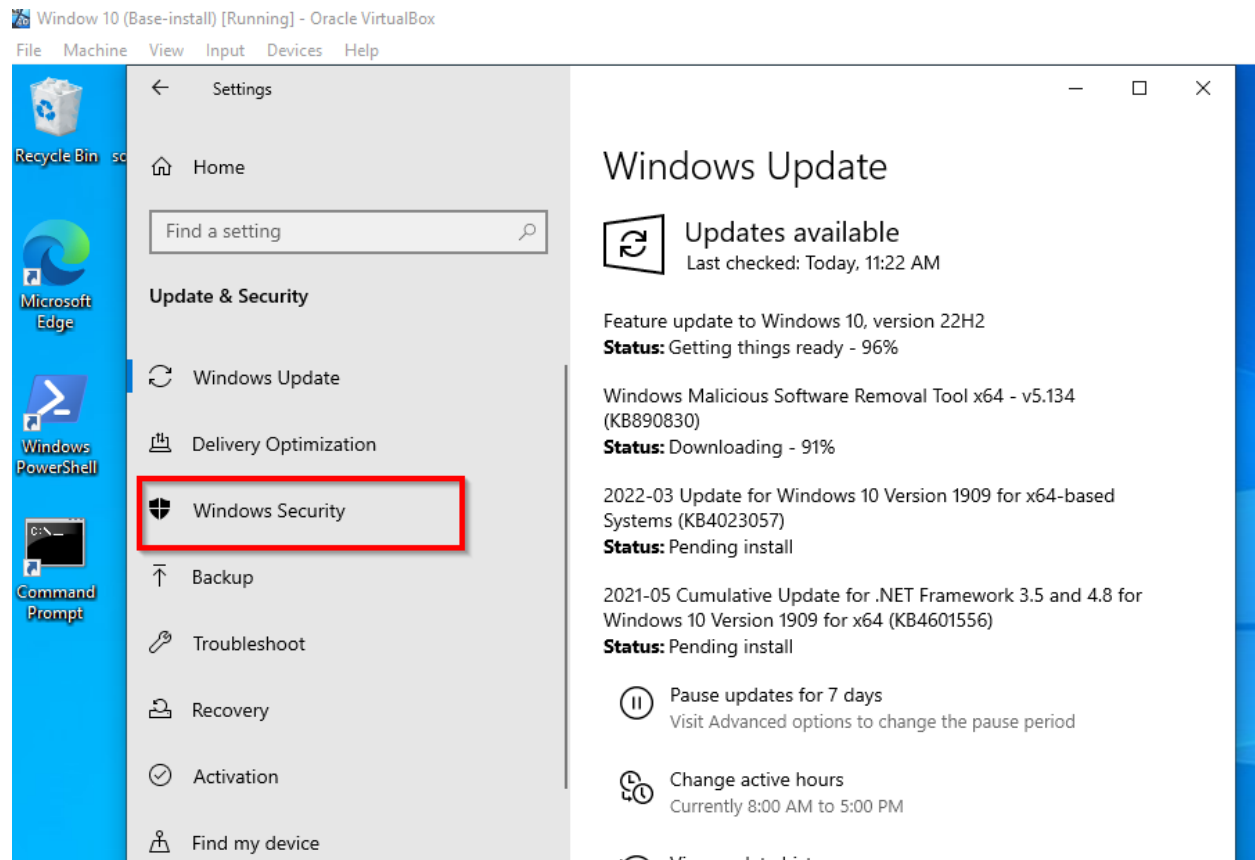 Window 10 (Base-install) [Running] - Oracle VirtualBox
File Machine View Input Devices Help
Recycle Bin
Microsoft
Edge
Windows
PowerShell
C:\_
Command
Prompt
Settings
Home
Find a setting
Update & Security
Windows Update
Delivery Optimization
Windows Security
Backup
Troubleshoot
Recovery
Activation
Find my device
Windows Update
Updates available
Last checked: Today, 11:22 AM
Feature update to Windows 10, version 22H2
Status: Getting things ready - 96%
Windows Malicious Software Removal Tool x64 - v5.134
(KB890830)
Status: Downloading - 91%
2022-03 Update for Windows 10 Version 1909 for x64-based
Systems (KB4023057)
Status: Pending install
2021-05 Cumulative Update for .NET Framework 3.5 and 4.8 for
Windows 10 Version 1909 for x64 (KB4601556)
Status: Pending install
Pause updates for 7 days
Visit Advanced options to change the pause period
Change active hours
Currently 8:00 AM to 5:00 PM